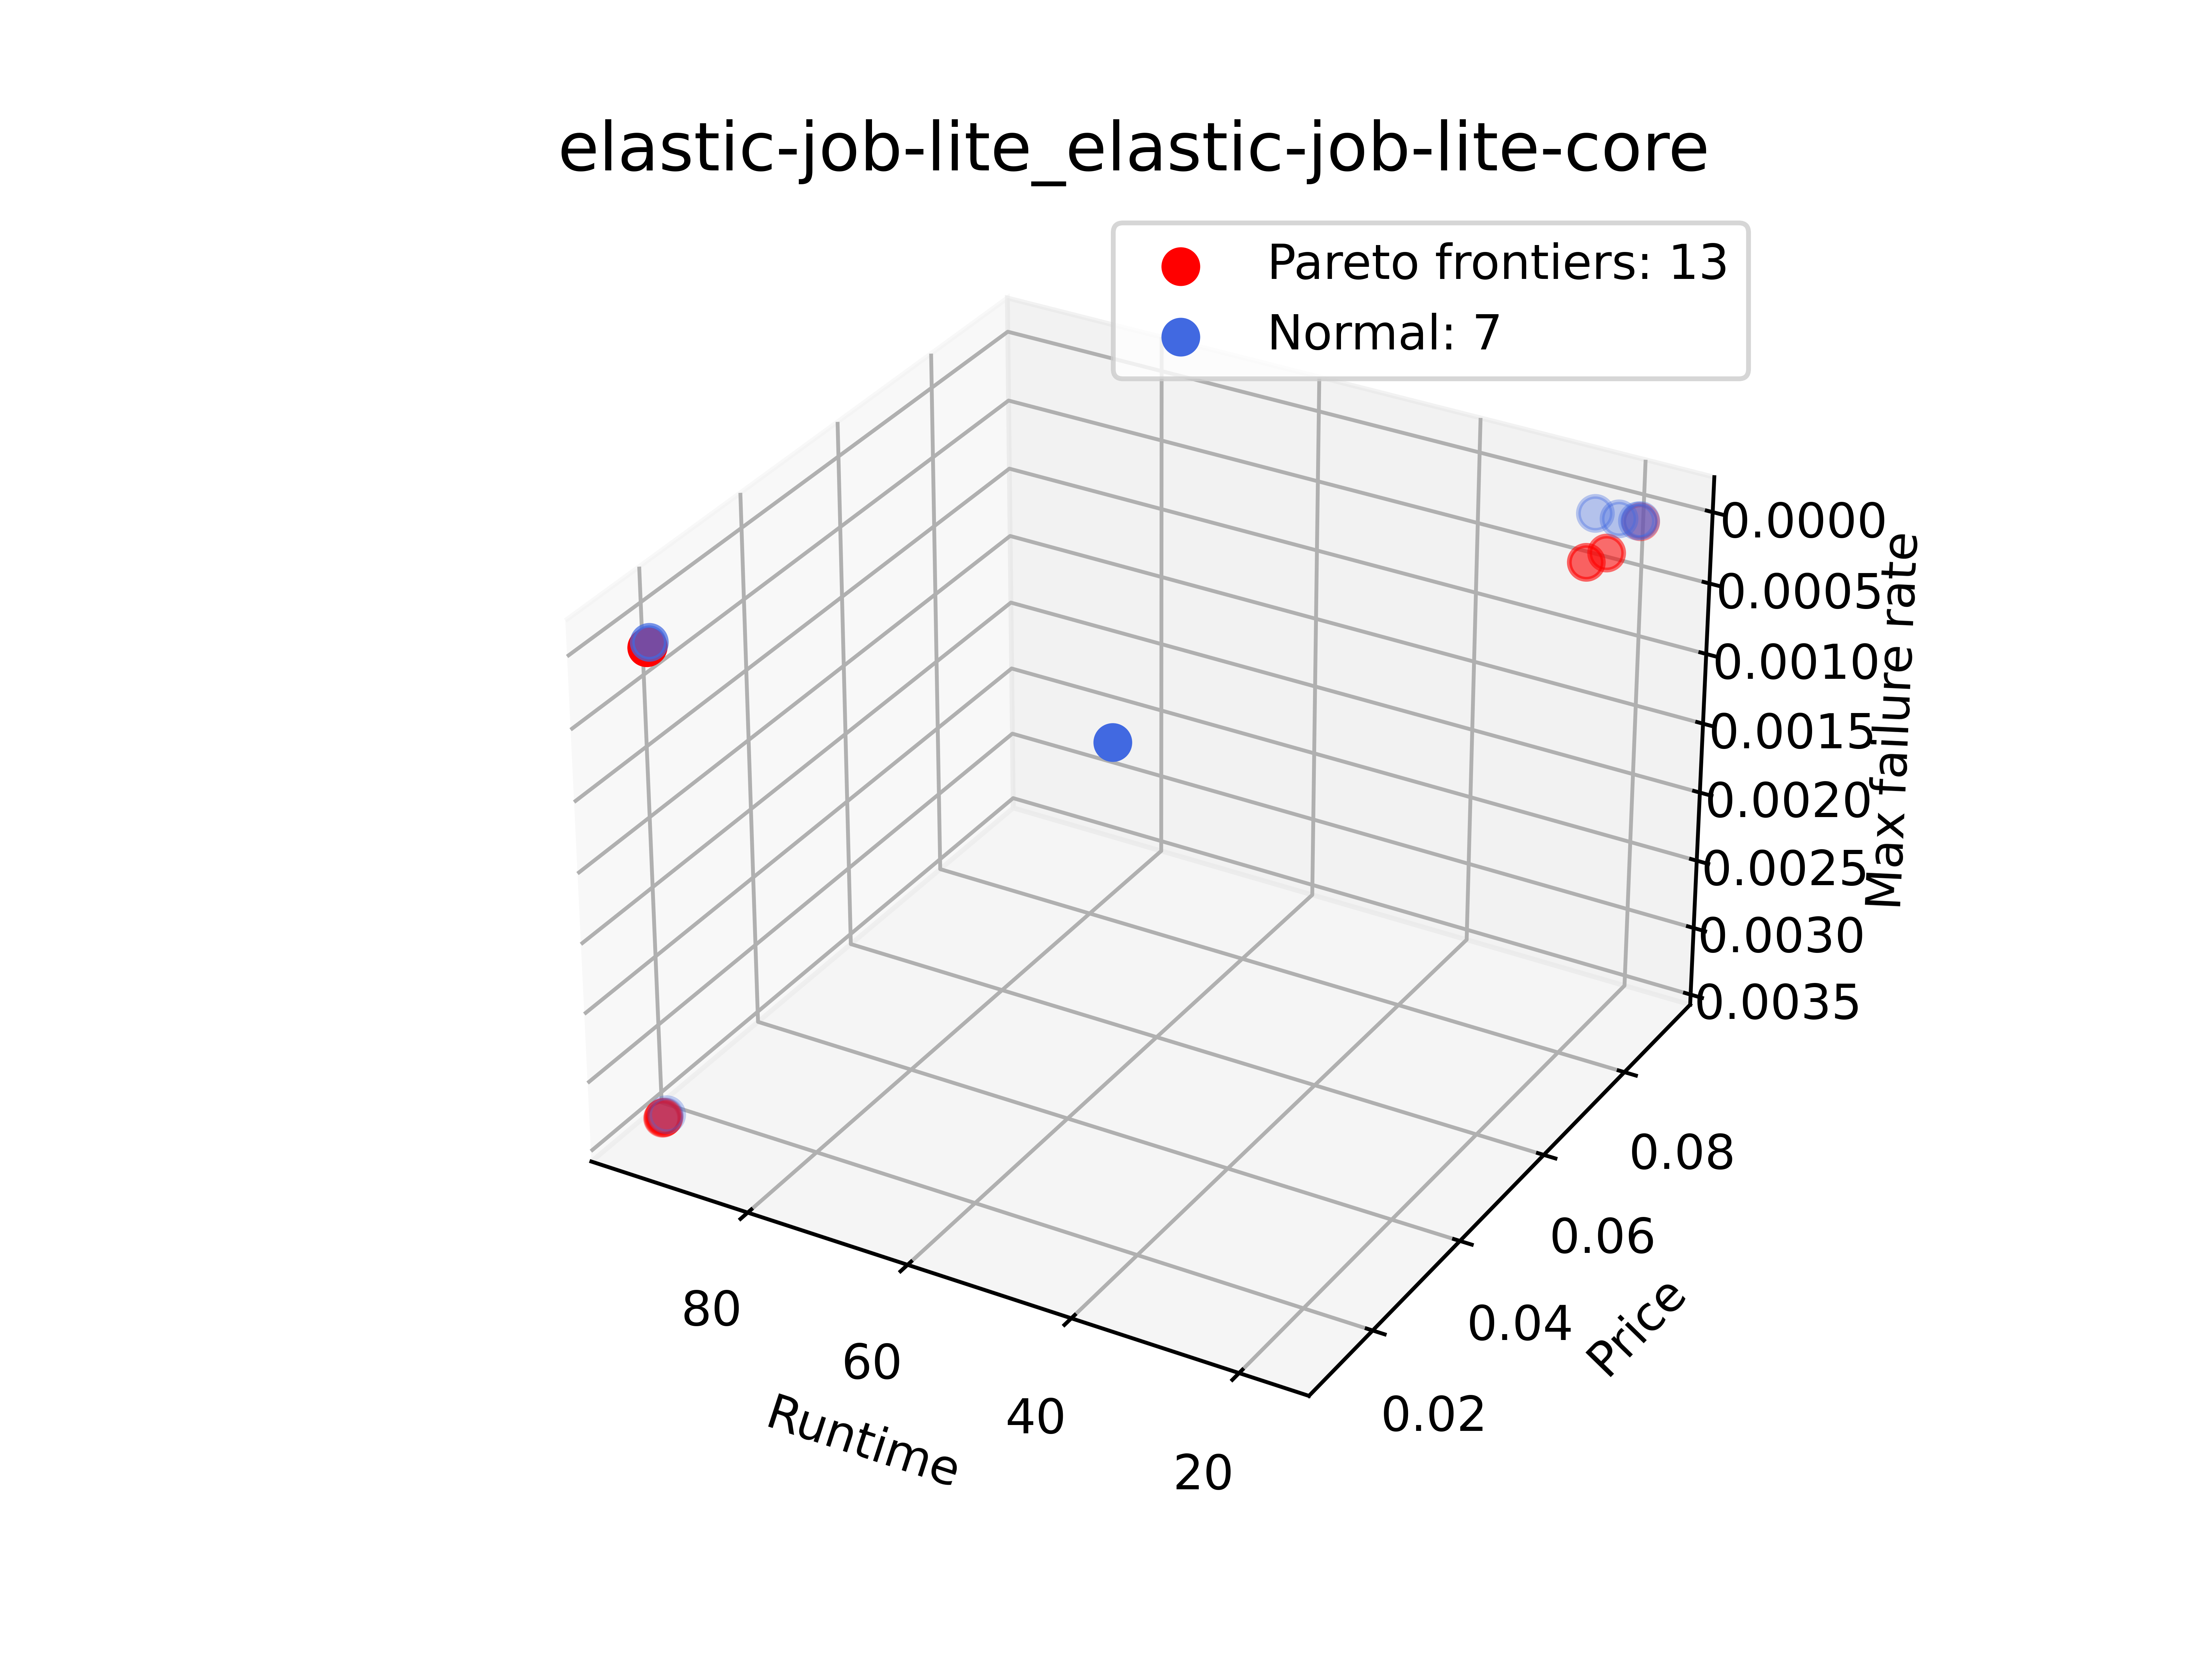 elastic-job-lite_elastic-job-lite-core
Pareto frontiers: 13
Normal: 7
0.0000
0.0005
0.0010
0.0015
0.0020
0.0025
0.0030
0.0035
Max failure rate
0.08
0.06
0.04
0.02
Price
80
60
40
20
Runtime